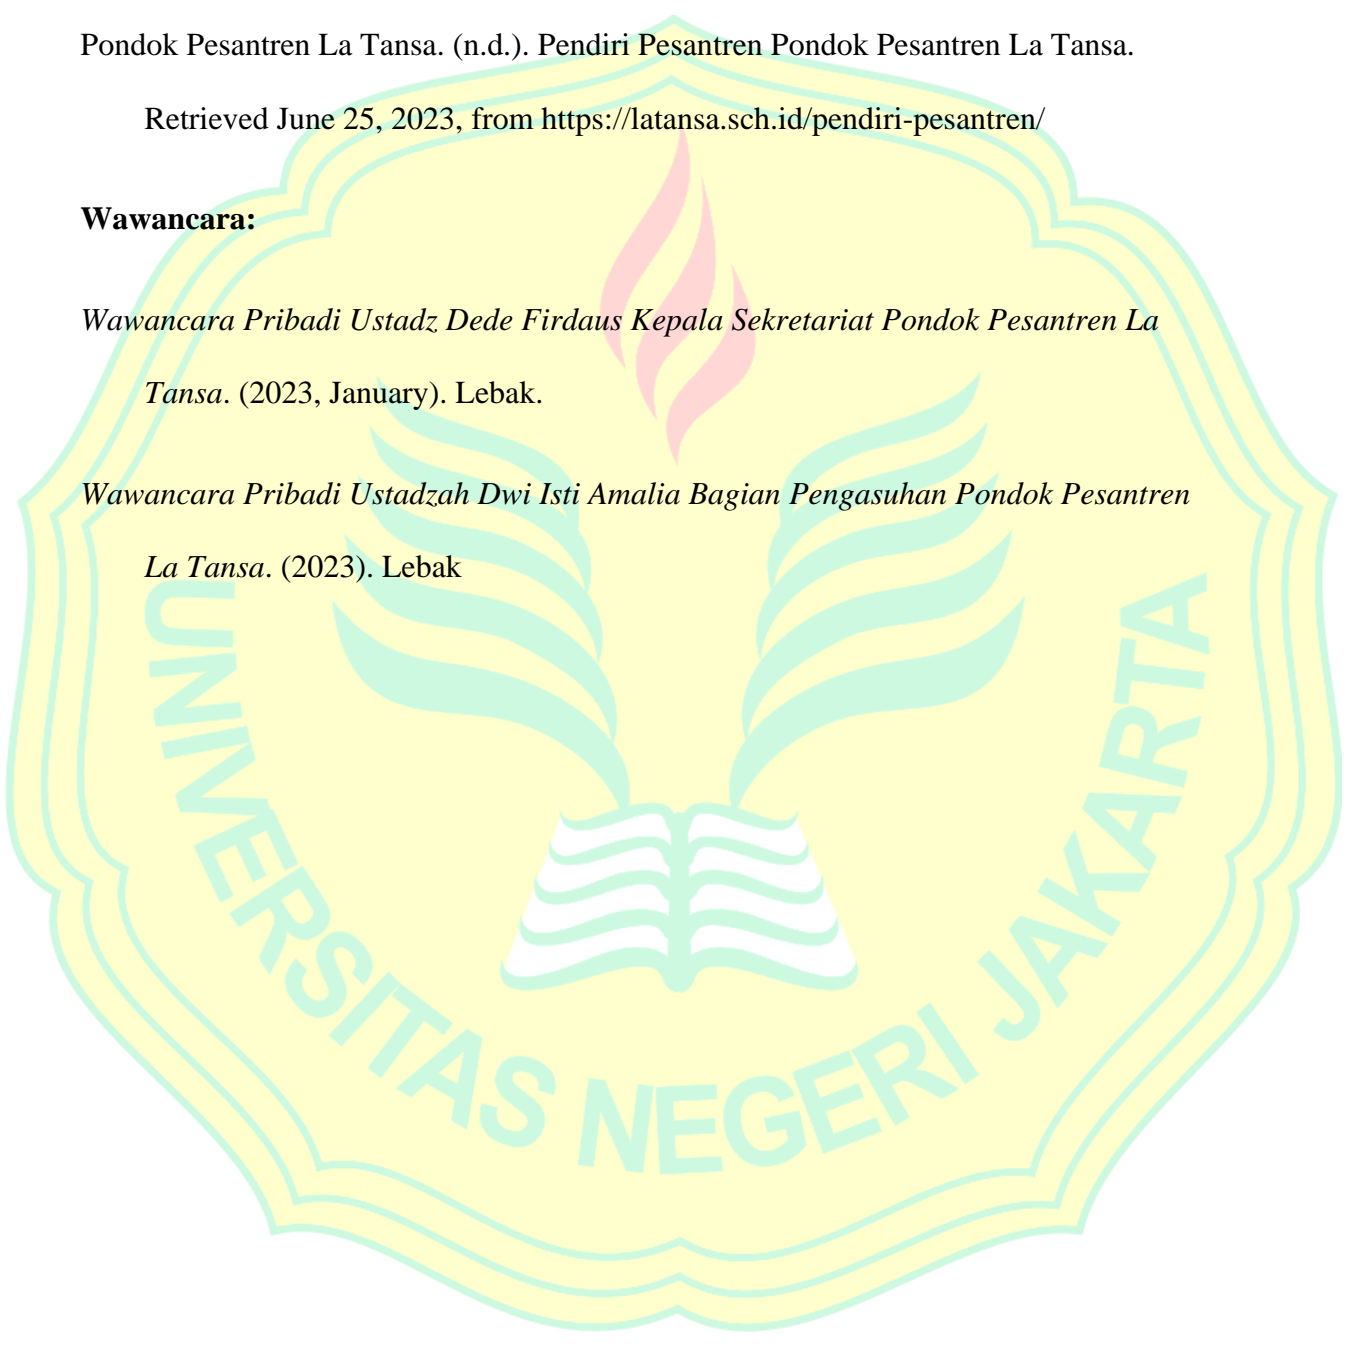 Pondok Pesantren La Tansa. (n.d.). Pendiri Pesantren Pondok Pesantren La Tansa.
Retrieved June 25, 2023, from https://latansa.sch.id/pendiri-pesantren/
Wawancara:
Wawancara Pribadi Ustadz Dede Firdaus Kepala Sekretariat Pondok Pesantren La
Tansa. (2023, January). Lebak.
Wawancara Pribadi Ustadzah Dwi Isti Amalia Bagian Pengasuhan Pondok Pesantren
La Tansa. (2023). Lebak
UNIVERSITAS NEGERI JAKARTA